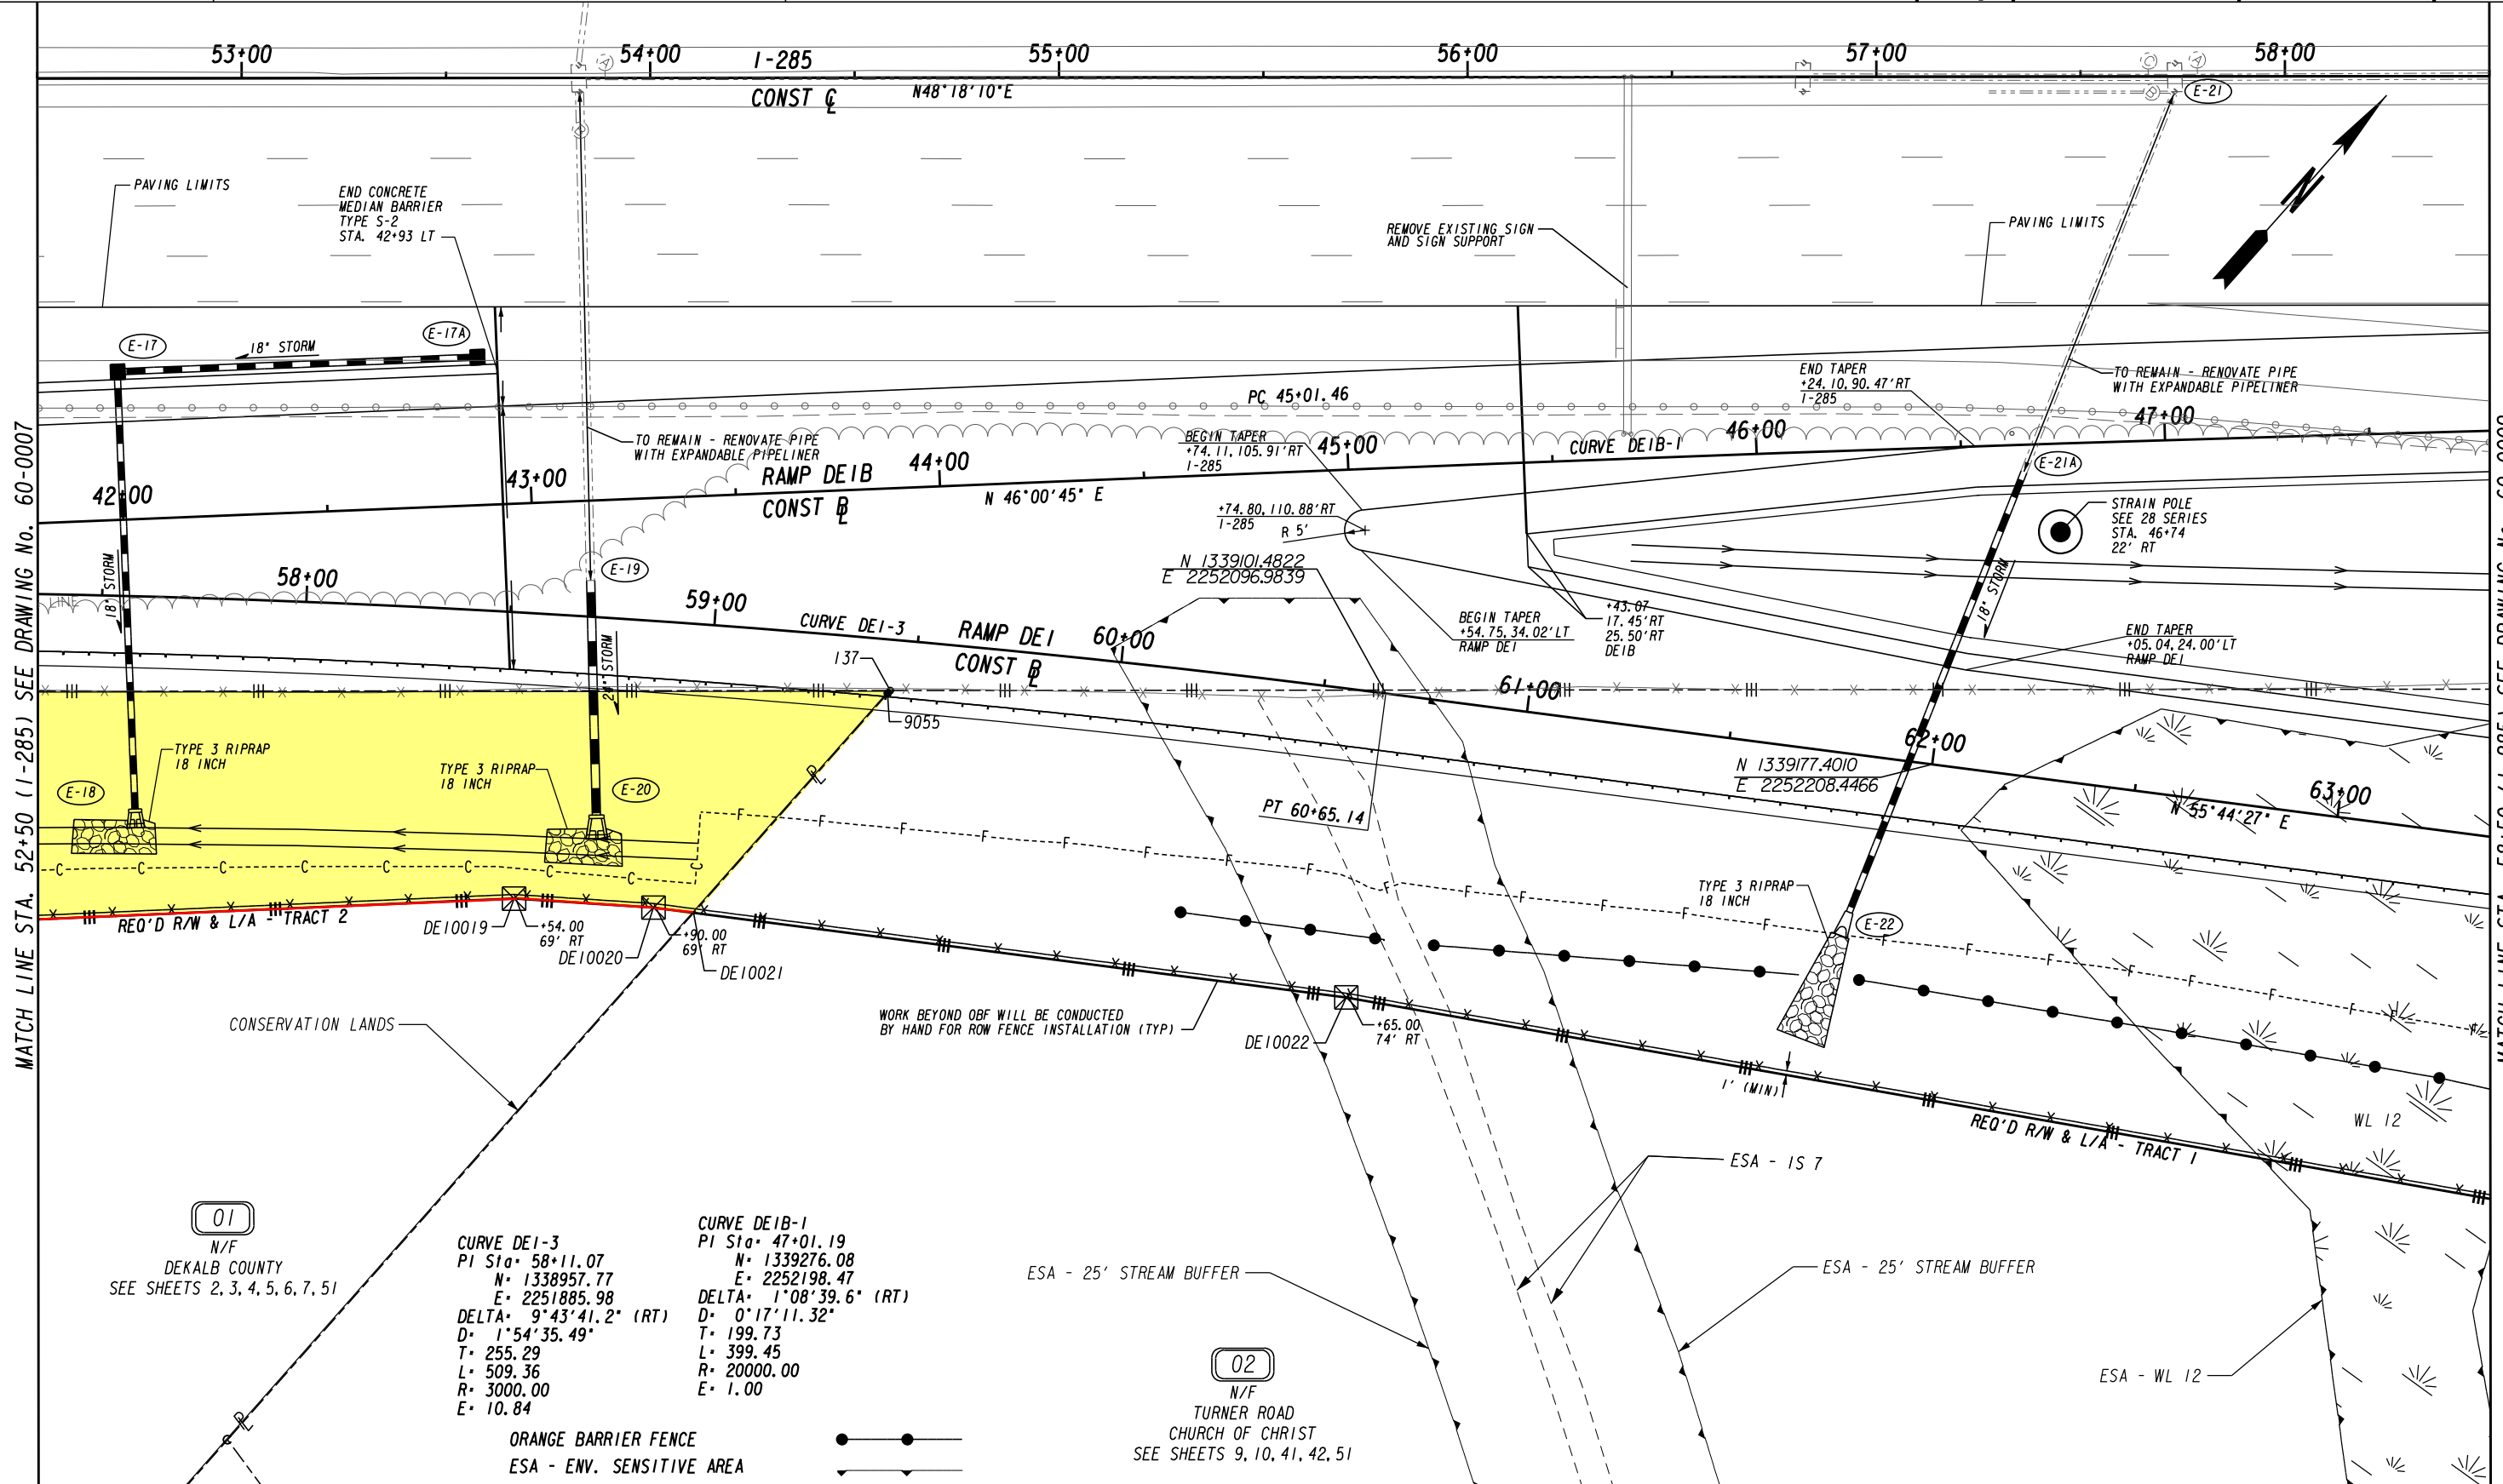 53+00
54+00
55+00
56+00
57+00
58+00
I-285
CONST ℄
N48°18'10"E
E-21
PAVING LIMITS
END CONCRETE
MEDIAN BARRIER
TYPE S-2
STA. 42+93 LT
REMOVE EXISTING SIGN
AND SIGN SUPPORT
PAVING LIMITS
N
E-17
18" STORM
E-17A
TO REMAIN - RENOVATE PIPE
WITH EXPANDABLE PIPELINER
END TAPER
+24.10, 90.47'RT
I-285
PC 45+01.46
TO REMAIN - RENOVATE PIPE
WITH EXPANDABLE PIPELINER
BEGIN TAPER
+74.11, 105.91'RT
I-285
42+00
43+00
44+00
45+00
46+00
47+00
RAMP DE1B
CONST BL
N 46°00'45" E
CURVE DE1B-1
E-21A
+74.80, 110.88'RT
I-285
R 5'
STRAIN POLE
SEE 28 SERIES
STA. 46+74
22' RT
N 1339101.4822
E 2252096.9839
18" STORM
E-19
LINE
58+00
59+00
60+00
61+00
62+00
63+00
CURVE DE1-3
RAMP DE1
CONST BL
24" STORM
BEGIN TAPER
+54.75, 34.02'LT
RAMP DE1
+43.07
17.45'RT
25.50'RT
DE1B
18" STORM
END TAPER
+05.04, 24.00'LT
RAMP DE1
137
9055
MATCH LINE STA. 52+50 (I-285) SEE DRAWING No. 60-0007
TYPE 3 RIPRAP
18 INCH
TYPE 3 RIPRAP
18 INCH
E-18
E-20
PL
N 1339177.4010
E 2252208.4466
PT 60+65.14
N 55°44'27" E
TYPE 3 RIPRAP
18 INCH
E-22
REQ'D R/W & L/A - TRACT 2
DE10019
+54.00
69' RT
DE10020
+90.00
69' RT
DE10021
CONSERVATION LANDS
WORK BEYOND OBF WILL BE CONDUCTED
BY HAND FOR ROW FENCE INSTALLATION (TYP)
DE10022
+65.00
74' RT
1' (MIN)
REQ'D R/W & L/A - TRACT 1
WL 12
ESA - IS 7
01
N/F
DEKALB COUNTY
SEE SHEETS 2, 3, 4, 5, 6, 7, 51
CURVE DE1-3
PI Sta= 58+11.07
N= 1338957.77
E= 2251885.98
DELTA= 9°43'41.2" (RT)
D= 1°54'35.49"
T= 255.29
L= 509.36
R= 3000.00
E= 10.84
CURVE DE1B-1
PI Sta= 47+01.19
N= 1339276.08
E= 2252198.47
DELTA= 1°08'39.6" (RT)
D= 0°17'11.32"
T= 199.73
L= 399.45
R= 20000.00
E= 1.00
ESA - 25' STREAM BUFFER
ESA - 25' STREAM BUFFER
02
N/F
TURNER ROAD
CHURCH OF CHRIST
SEE SHEETS 9, 10, 41, 42, 51
ESA - WL 12
PL
ORANGE BARRIER FENCE
ESA - ENV. SENSITIVE AREA